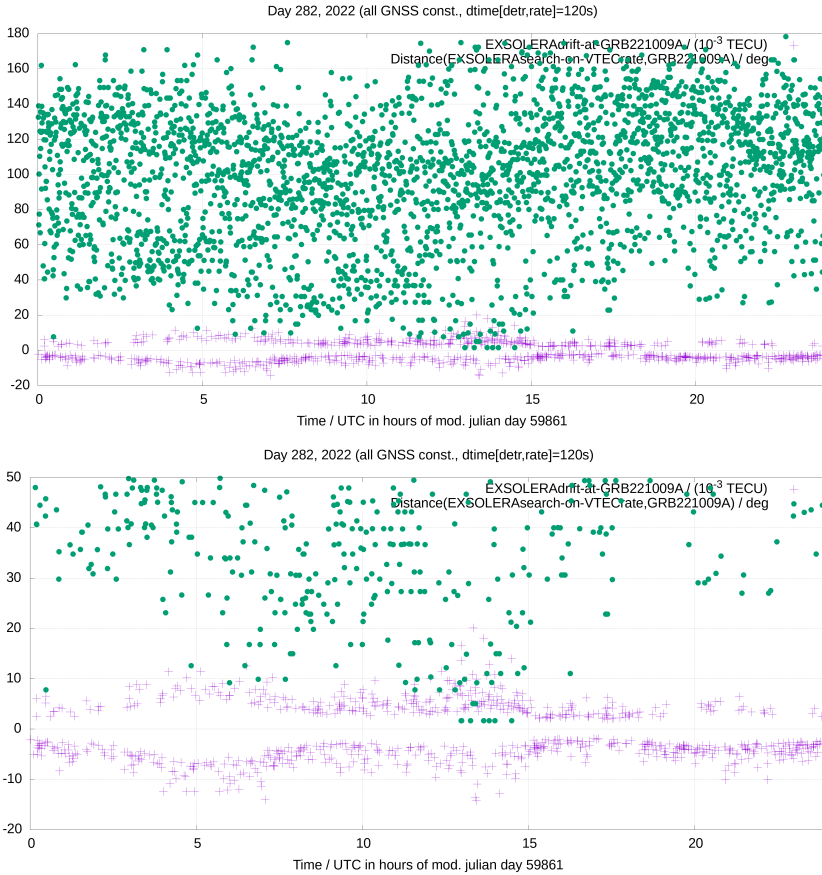 Day 282, 2022 (all GNSS const., dtime[detr,rate]=120s)
EXSOLERAdrift-at-GRB221009A / (10-3 TECU)
Distance(EXSOLERAsearch-on-VTECrate,GRB221009A) / deg
180
160
140
120
100
80
60
40
20
0
-20
0 5 10 15 20
Time / UTC in hours of mod. julian day 59861
Day 282, 2022 (all GNSS const., dtime[detr,rate]=120s)
EXSOLERAdrift-at-GRB221009A / (10-3 TECU)
Distance(EXSOLERAsearch-on-VTECrate,GRB221009A) / deg
50
40
30
20
10
0
-10
-20
0 5 10 15 20
Time / UTC in hours of mod. julian day 59861